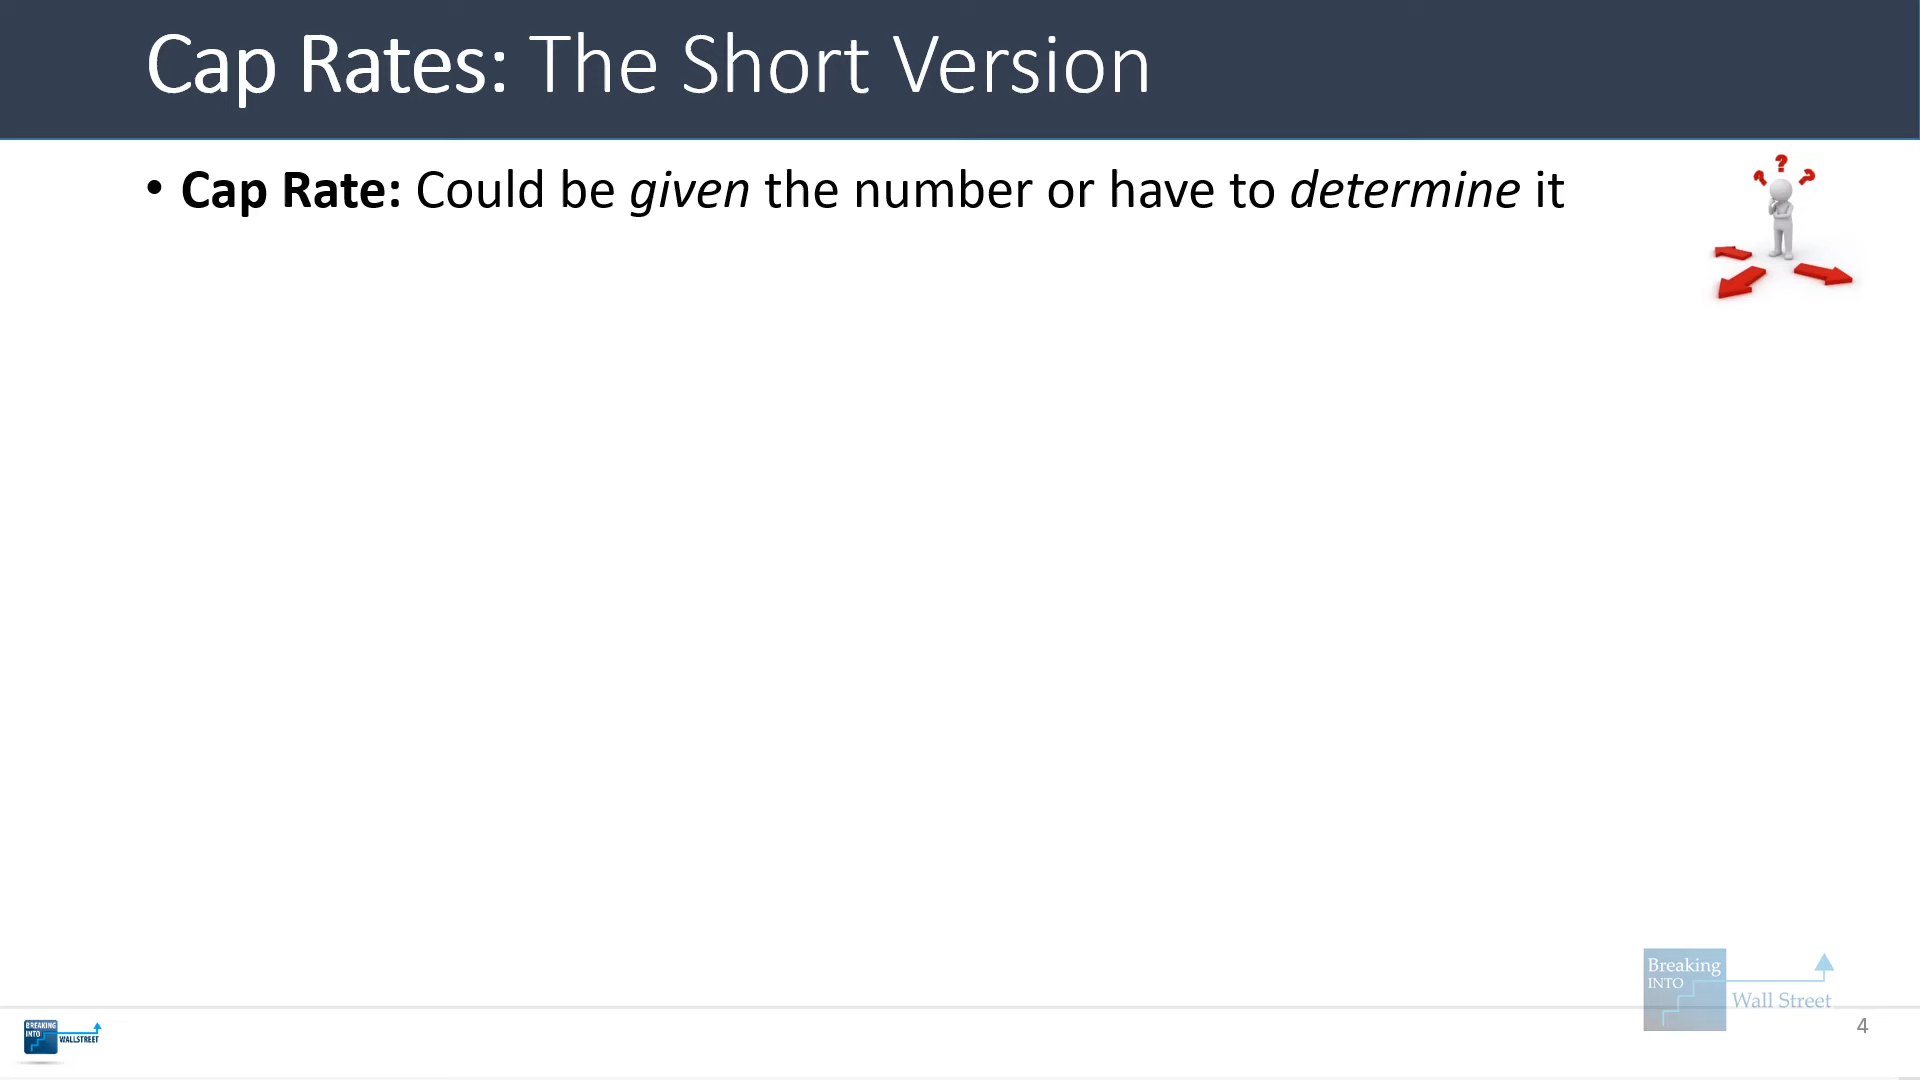 Cap Rates: The Short Version
• Cap Rate: Could be given the number or have to determine it
? ? ?
Breaking
INTO
Wall Street
BREAKING
INTO
WALLSTREET
4